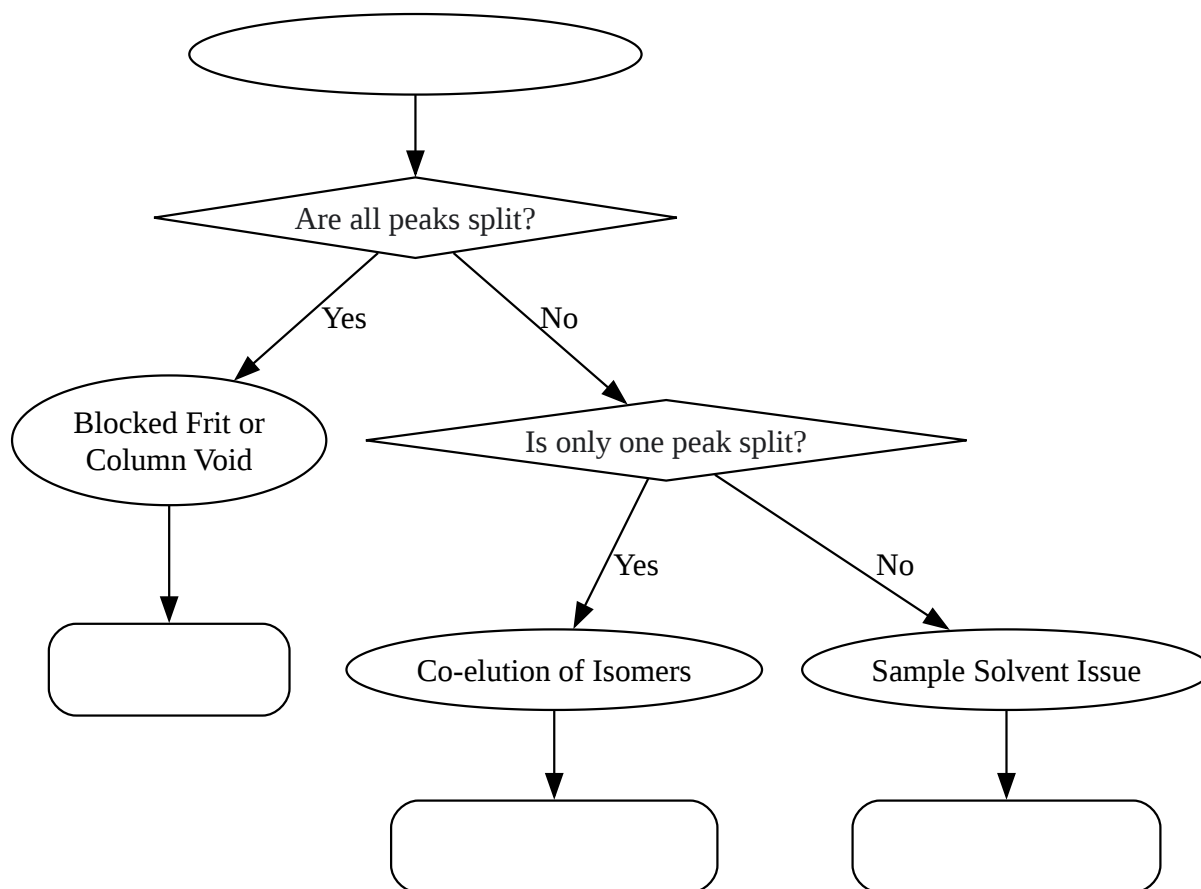 Are all peaks split?
Yes
No
Blocked Frit or
Column Void
Is only one peak split?
Yes
No
Co-elution of Isomers
Sample Solvent Issue